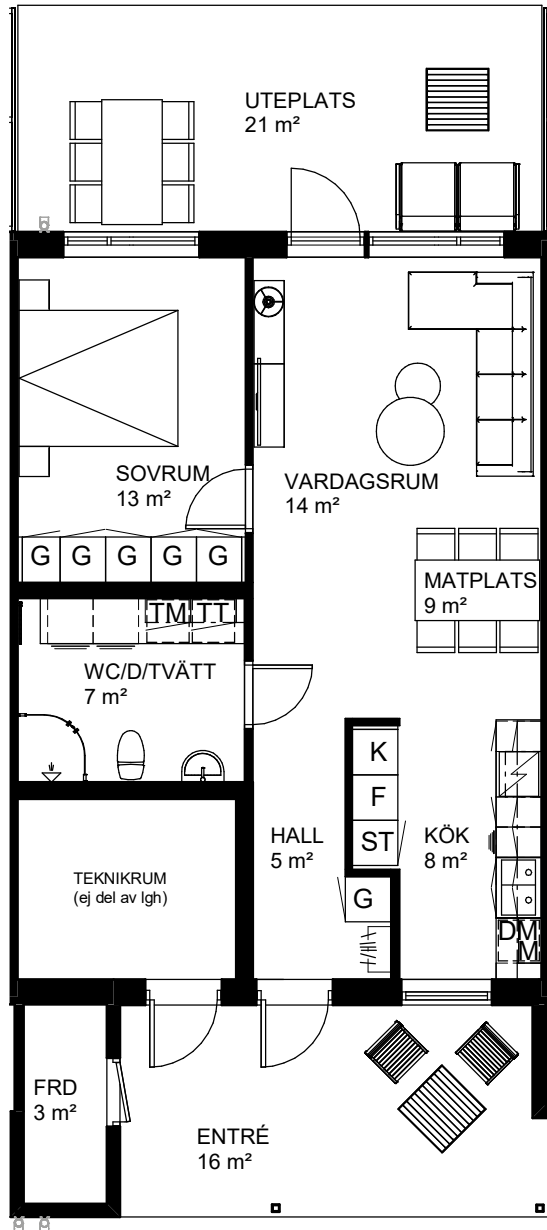 UTEPLATS
21 m²
SOVRUM
13 m²
VARDAGSRUM
14 m²
G G G G G
MATPLATS
9 m²
TM TT
WC/D/TVÄTT
7 m²
K
F
ST
HALL
5 m²
KÖK
8 m²
TEKNIKRUM
(ej del av lgh)
G
DM
M
FRD
3 m²
ENTRÉ
16 m²